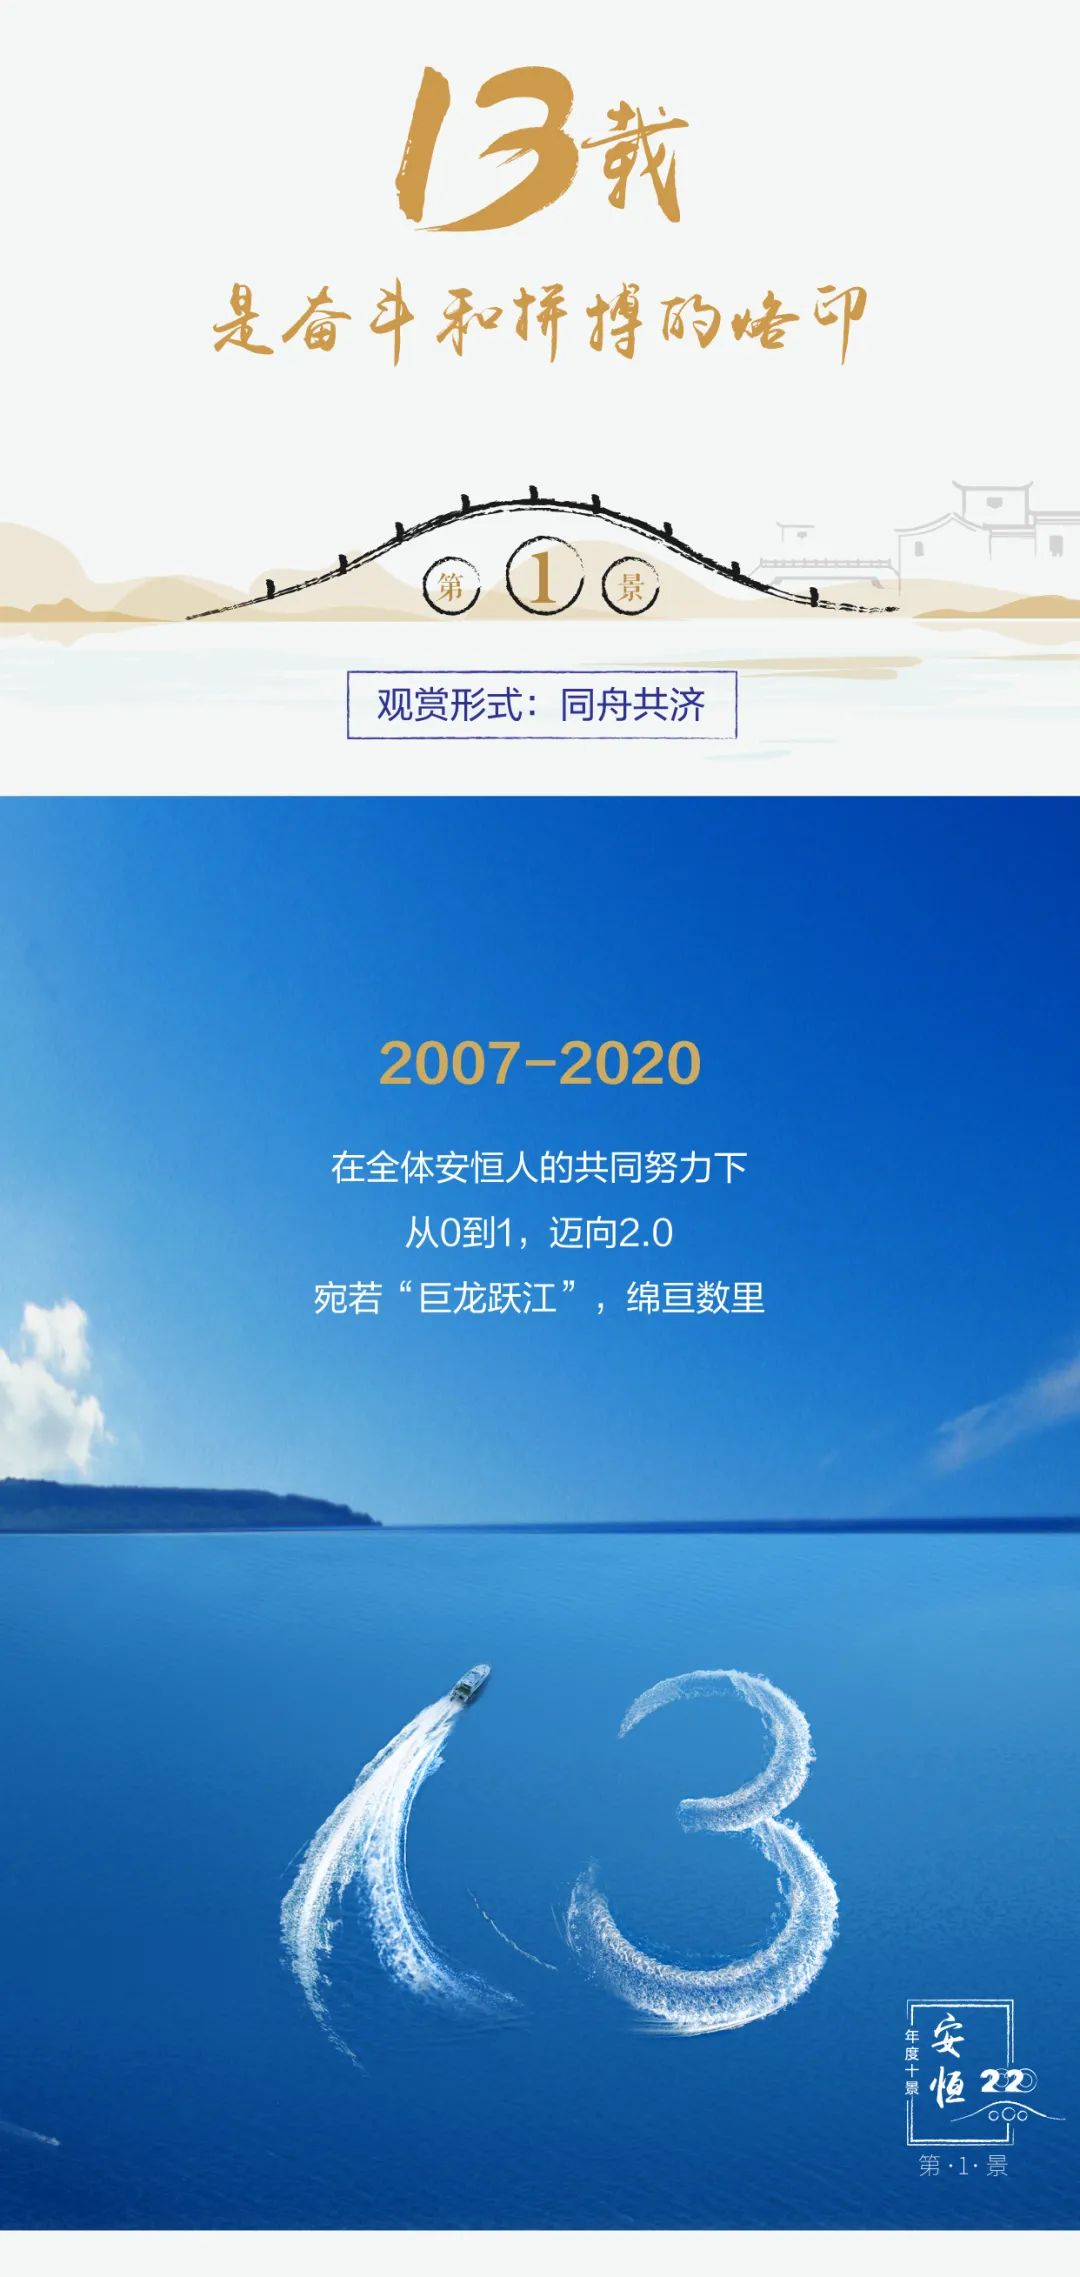 13载
是奋斗和拼搏的烙印
第1景
观赏形式：同舟共济
2007-2020
在全体安恒人的共同努力下
从0到1，迈向2.0
宛若“巨龙跃江”，绵亘数里
13
年度十景
安恒
第·1·景